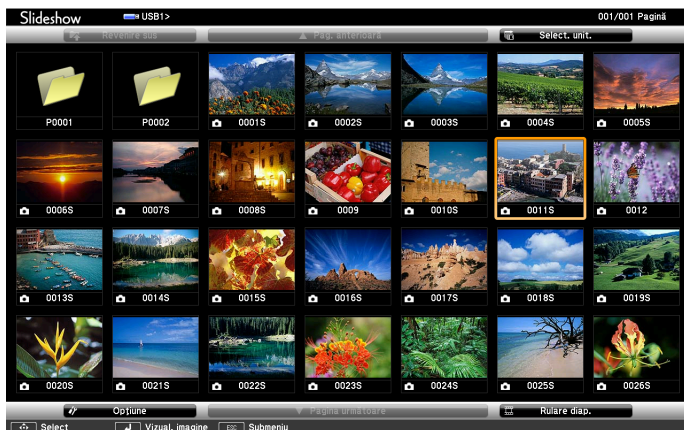 Slideshow USB1> 001/001 Pagină
Revenire sus ▲ Pag. anterioară Select. unit.
P0001 P0002 0001S 0002S 0003S 0004S 0005S
0006S 0007S 0008S 0009 0010S 0011S 0012
0013S 0014S 0015S 0016S 0017S 0018S 0019S
0020S 0021S 0022S 0023S 0024S 0025S 0026S
Opțiune ▼ Pagina următoare Rulare diap.
Select Vizual. imagine ESC Submeniu